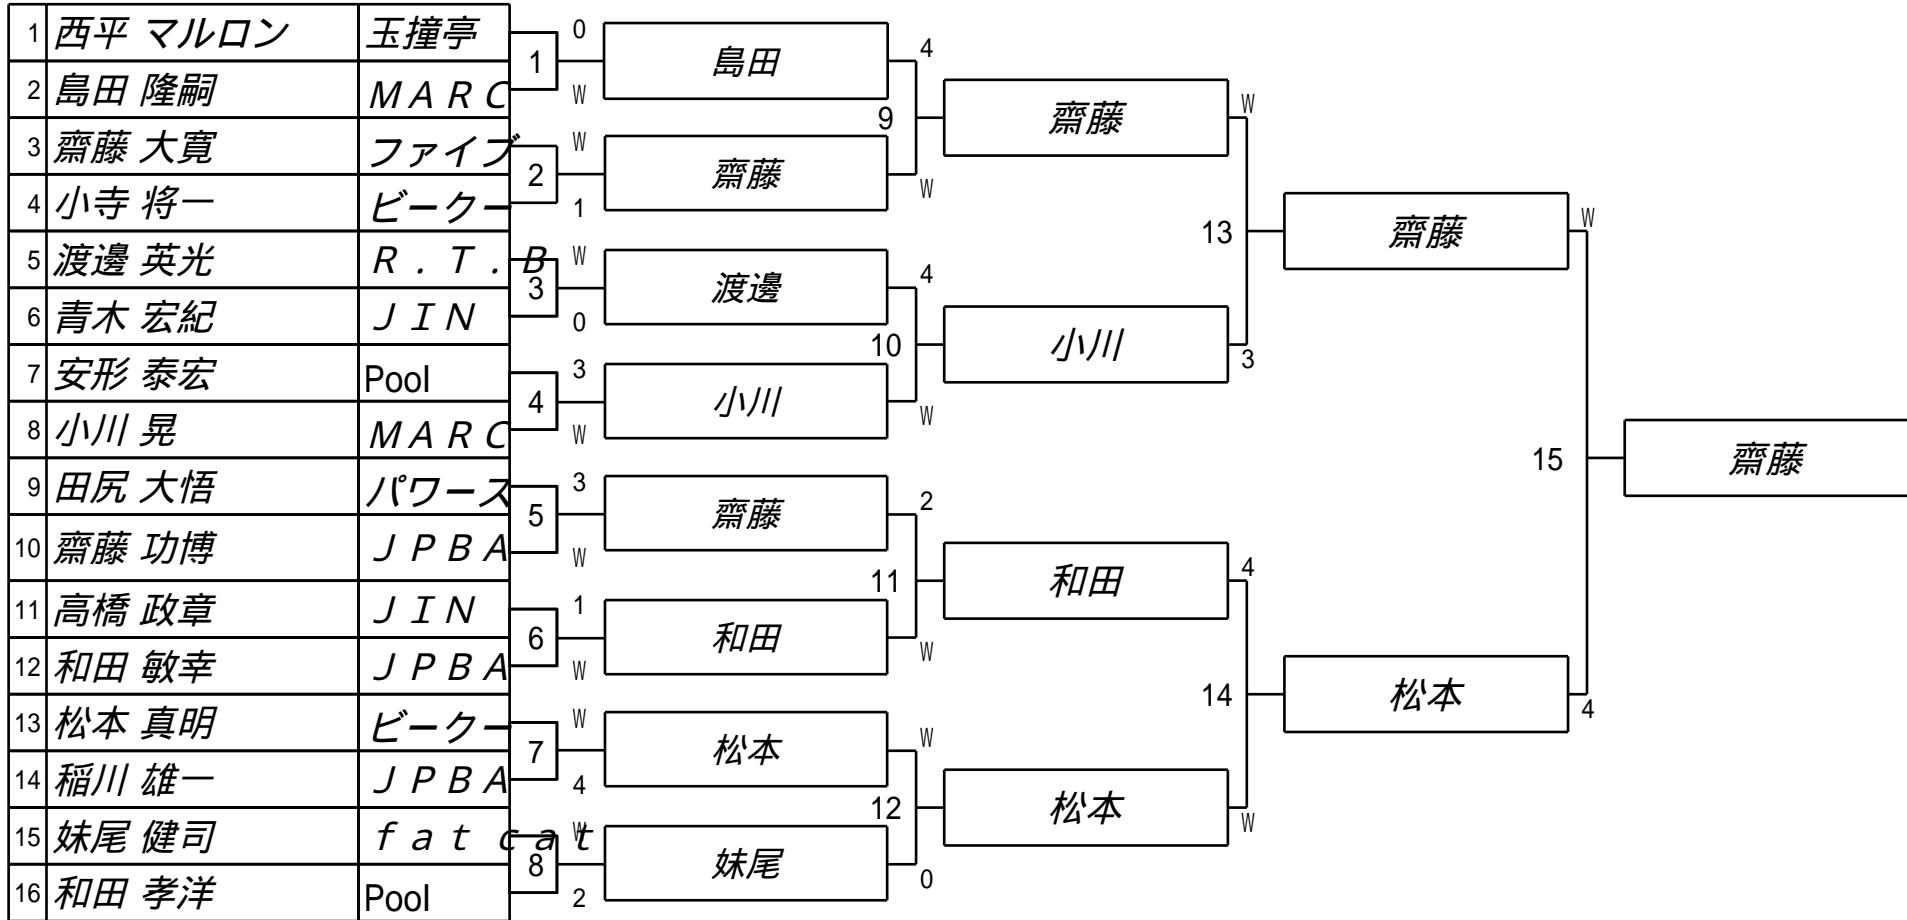 1 西平 マルロン 玉撞亭
2 島田 隆嗣 ＭＡＲＣ
3 齋藤 大寛 ファイブ
4 小寺 将一 ビークー
5 渡邊 英光 Ｒ．Ｔ．Ｂ
6 青木 宏紀 ＪＩＮ
7 安形 泰宏 Pool
8 小川 晃 ＭＡＲＣ
9 田尻 大悟 パワース
10 齋藤 功博 ＪＰＢＡ
11 高橋 政章 ＪＩＮ
12 和田 敏幸 ＪＰＢＡ
13 松本 真明 ビークー
14 稲川 雄一 ＪＰＢＡ
15 妹尾 健司 ｆａｔ ｃａｔ
16 和田 孝洋 Pool
0
1
W
W
2
1
W
3
0
3
4
W
3
5
W
1
6
W
W
7
4
W
8
2
島田
齋藤
渡邊
小川
齋藤
和田
松本
妹尾
4
9
W
4
10
W
2
11
W
W
12
0
齋藤
小川
和田
松本
W
13
3
4
14
W
齋藤
松本
W
15
4
齋藤